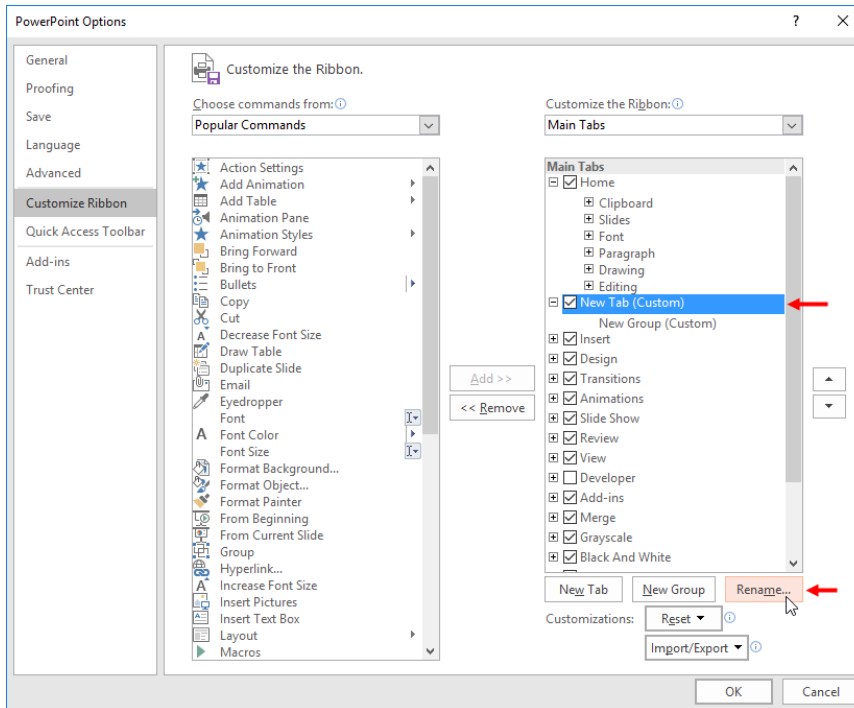 PowerPoint Options
?
General
Proofing
Save
Language
Advanced
Customize Ribbon
Quick Access Toolbar
Add-ins
Trust Center
Customize the Ribbon.
Choose commands from:
Popular Commands
Action Settings
Add Animation
Add Table
Animation Pane
Animation Styles
Bring Forward
Bring to Front
Bullets
Copy
Cut
Decrease Font Size
Draw Table
Duplicate Slide
Email
Eyedropper
Font
Font Color
Font Size
Format Background...
Format Object...
Format Painter
From Beginning
From Current Slide
Group
Hyperlink...
Increase Font Size
Insert Pictures
Insert Text Box
Layout
Macros
Add >>
<< Remove
Customize the Ribbon:
Main Tabs
Main Tabs
Home
Clipboard
Slides
Font
Paragraph
Drawing
Editing
New Tab (Custom)
New Group (Custom)
Insert
Design
Transitions
Animations
Slide Show
Review
View
Developer
Add-ins
Merge
Grayscale
Black And White
New Tab
New Group
Rename...
Customizations:
Reset
Import/Export
OK
Cancel